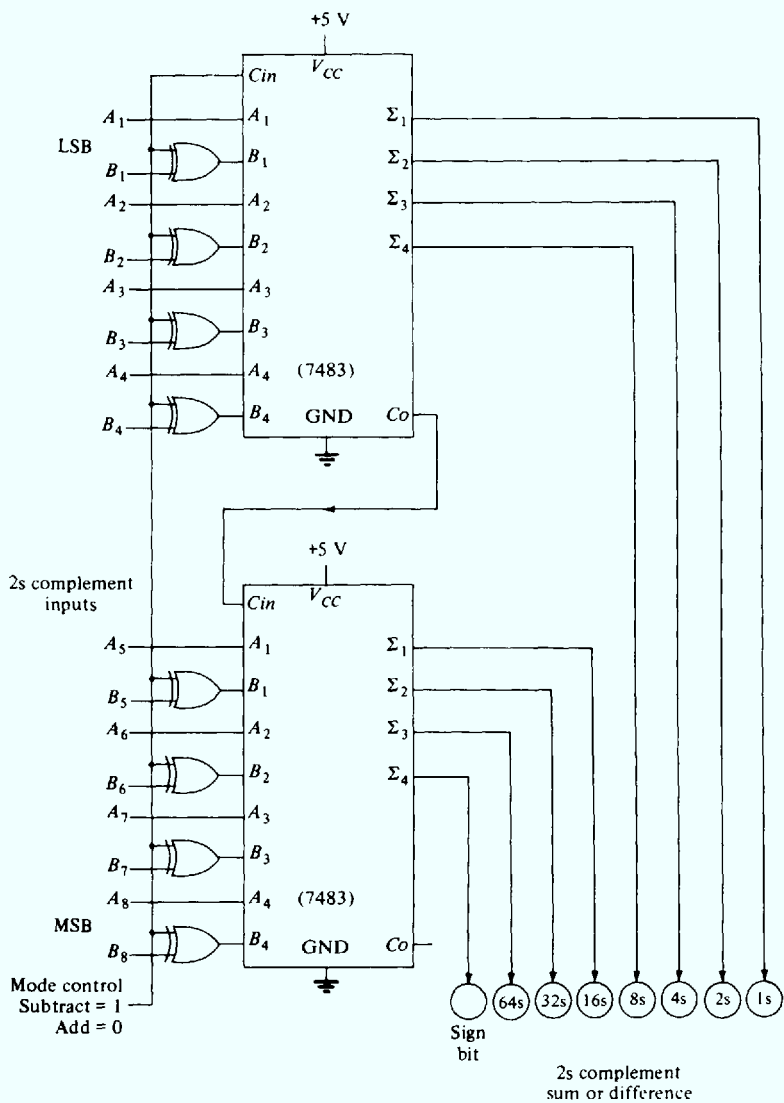 +5 V
V_CC
Cin
A₁
A₁
Σ₁
LSB
B₁
B₁
Σ₂
A₂
A₂
Σ₃
B₂
B₂
Σ₄
A₃
A₃
B₃
B₃
A₄
A₄
(7483)
B₄
B₄
GND
Co
+5 V
2s complement
inputs
V_CC
Cin
A₅
A₁
Σ₁
B₅
B₁
Σ₂
A₆
A₂
Σ₃
B₆
B₂
Σ₄
A₇
A₃
B₇
B₃
A₈
A₄
(7483)
MSB
B₈
B₄
GND
Co
Mode control
Subtract = 1
Add = 0
64s
32s
16s
8s
4s
2s
1s
Sign
bit
2s complement
sum or difference